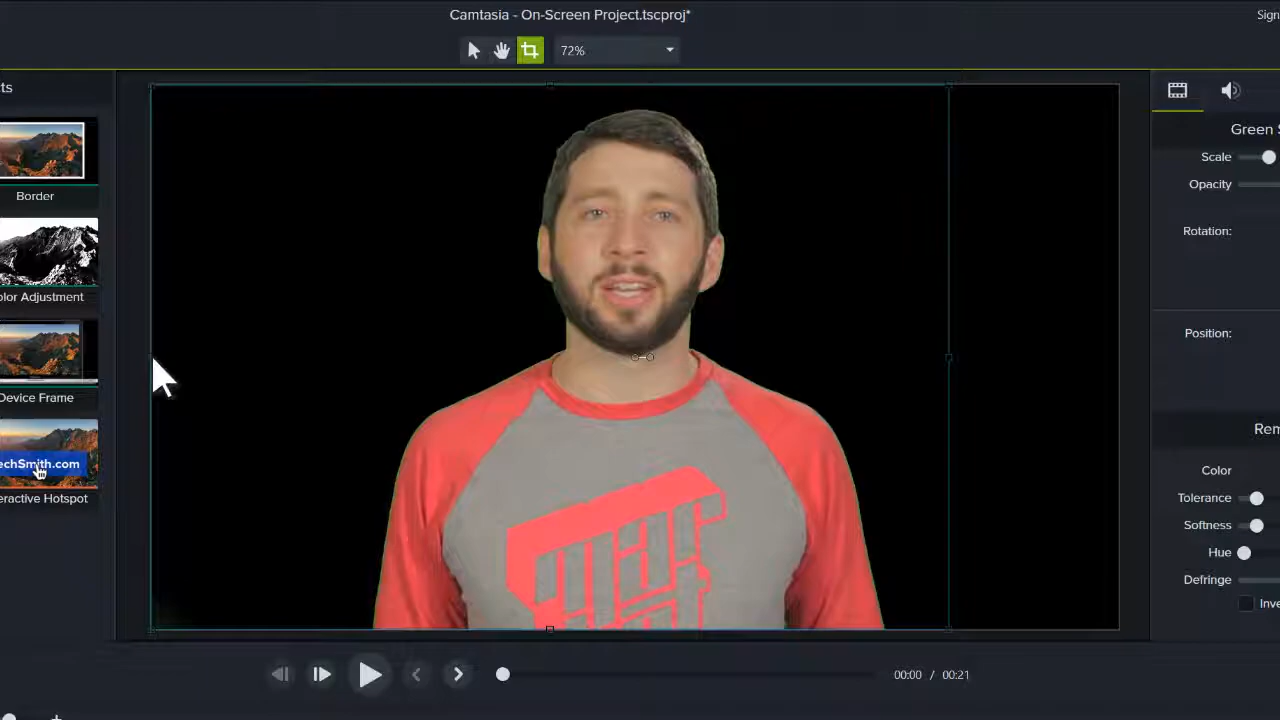 Camtasia - On-Screen Project.tscproj*
Sign
72%
ts
Border
olor Adjustment
Device Frame
echSmith.com
eractive Hotspot
Green S
Scale
Opacity
Rotation:
Position:
Rem
Color
Tolerance
Softness
Hue
Defringe
Inve
00:00 / 00:21